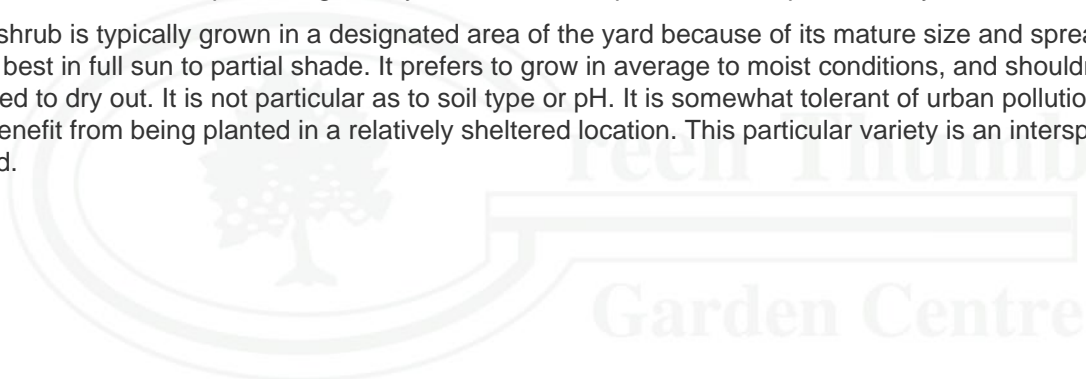 shrub is typically grown in a designated area of the yard because of its mature size and sprea
best in full sun to partial shade. It prefers to grow in average to moist conditions, and shouldn
ed to dry out. It is not particular as to soil type or pH. It is somewhat tolerant of urban pollutio
enefit from being planted in a relatively sheltered location. This particular variety is an intersp
d.
reen Thumb
Garden Centre